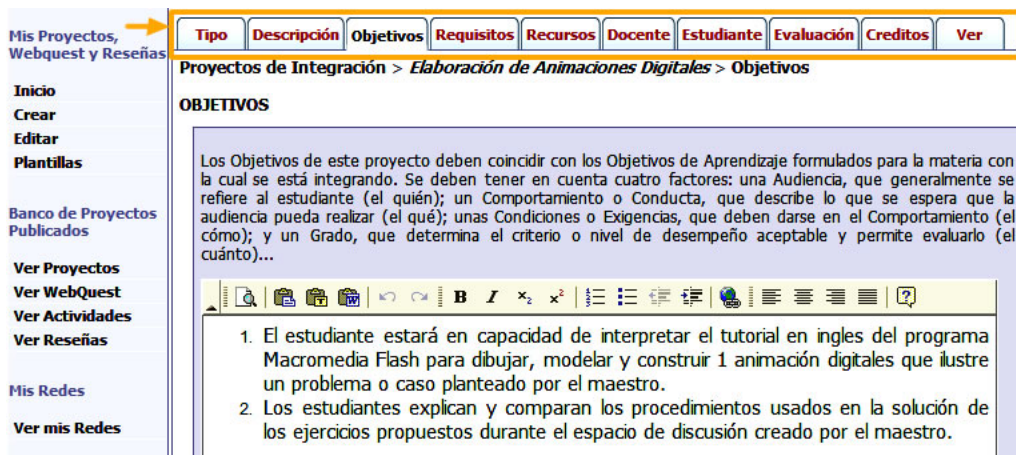 Mis Proyectos,
Webquest y Reseñas
Inicio
Crear
Editar
Plantillas
Banco de Proyectos
Publicados
Ver Proyectos
Ver WebQuest
Ver Actividades
Ver Reseñas
Mis Redes
Ver mis Redes
Tipo Descripción Objetivos Requisitos Recursos Docente Estudiante Evaluación Creditos Ver
Proyectos de Integración > Elaboración de Animaciones Digitales > Objetivos
OBJETIVOS
Los Objetivos de este proyecto deben coincidir con los Objetivos de Aprendizaje formulados para la materia con
la cual se está integrando. Se deben tener en cuenta cuatro factores: una Audiencia, que generalmente se
refiere al estudiante (el quién); un Comportamiento o Conducta, que describe lo que se espera que la
audiencia pueda realizar (el qué); unas Condiciones o Exigencias, que deben darse en el Comportamiento (el
cómo); y un Grado, que determina el criterio o nivel de desempeño aceptable y permite evaluarlo (el
cuánto)...
B I x₂ x²
1. El estudiante estará en capacidad de interpretar el tutorial en ingles del programa
Macromedia Flash para dibujar, modelar y construir 1 animación digitales que ilustre
un problema o caso planteado por el maestro.
2. Los estudiantes explican y comparan los procedimientos usados en la solución de
los ejercicios propuestos durante el espacio de discusión creado por el maestro.